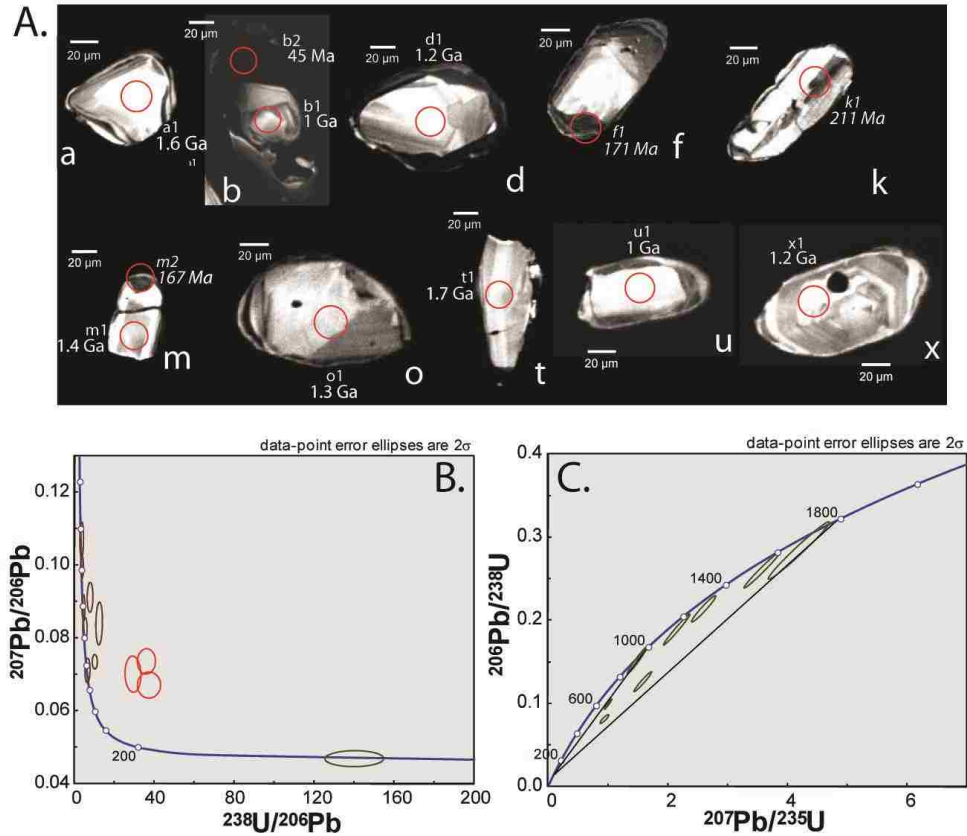 A.
20 µm
a1
1.6 Ga
a
20 µm
b2
45 Ma
b1
1 Ga
b
20 µm
d1
1.2 Ga
d
20 µm
f1
171 Ma
f
20 µm
k1
211 Ma
k
20 µm
m2
167 Ma
m1
1.4 Ga
m
20 µm
o1
1.3 Ga
o
20 µm
t1
1.7 Ga
t
u1
1 Ga
u
20 µm
x1
1.2 Ga
x
20 µm
data-point error ellipses are 2σ
B.
0.12
0.10
0.08
0.06
0.04
200
0 40 80 120 160 200
207Pb/206Pb
238U/206Pb
data-point error ellipses are 2σ
C.
0.4
0.3
0.2
0.1
0.0
1800
1400
1000
600
200
0 2 4 6
206Pb/238U
207Pb/235U